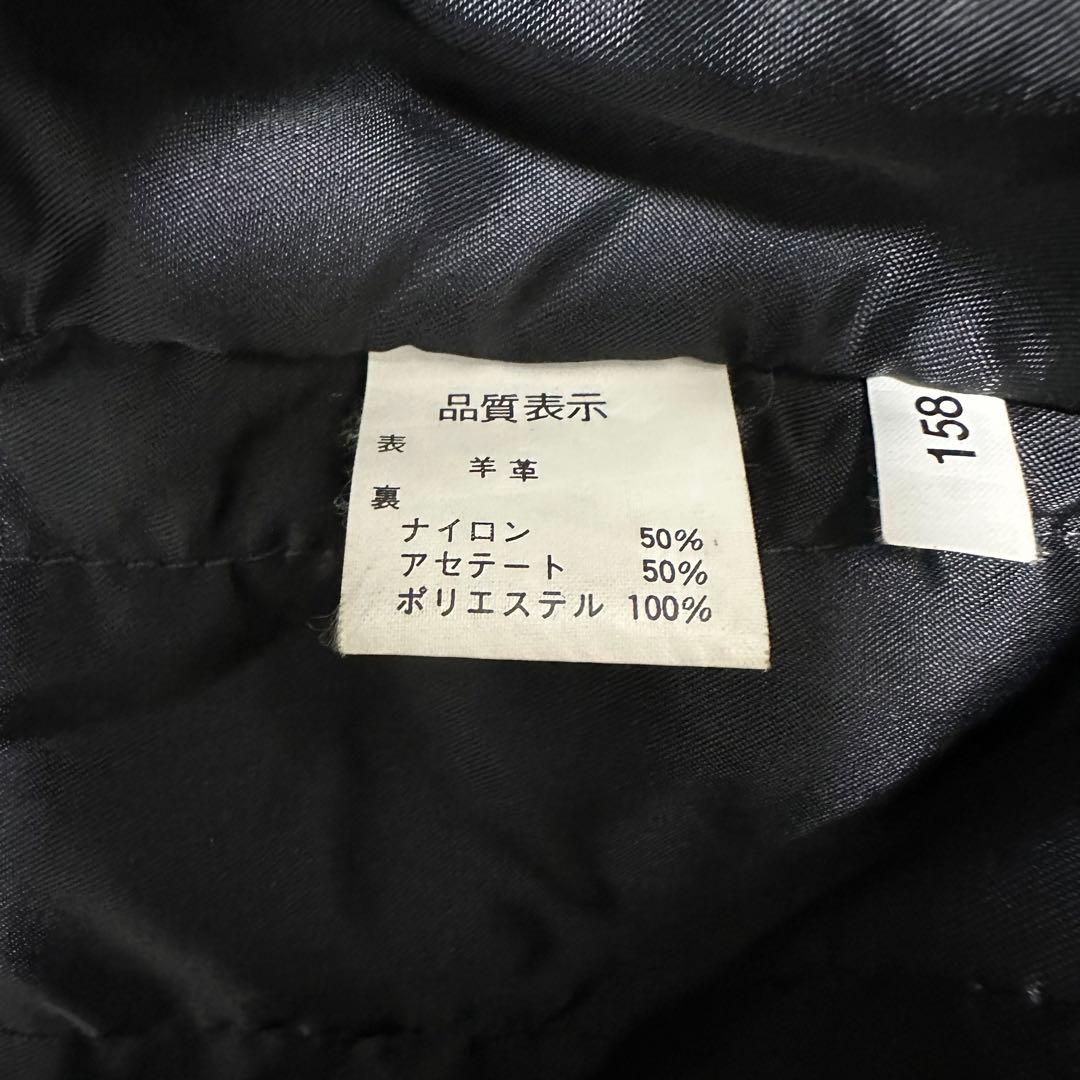 品質表示
表
羊革
裏
ナイロン 50%
アセテート 50%
ポリエステル 100%
158